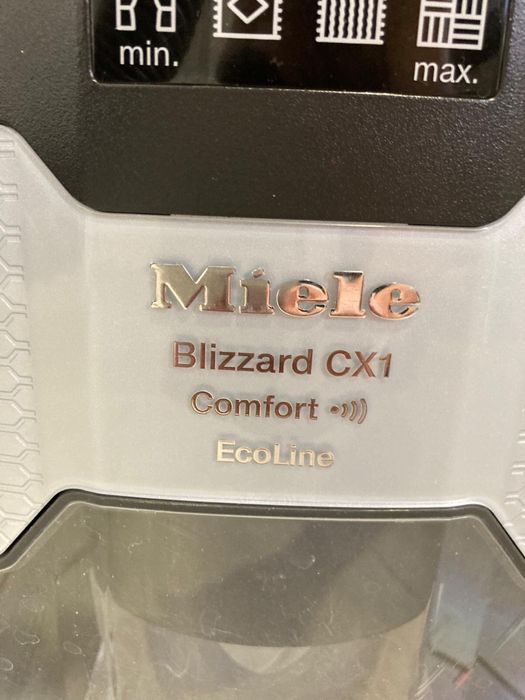 min.
max.
Miele
Blizzard CX1
Comfort
EcoLine